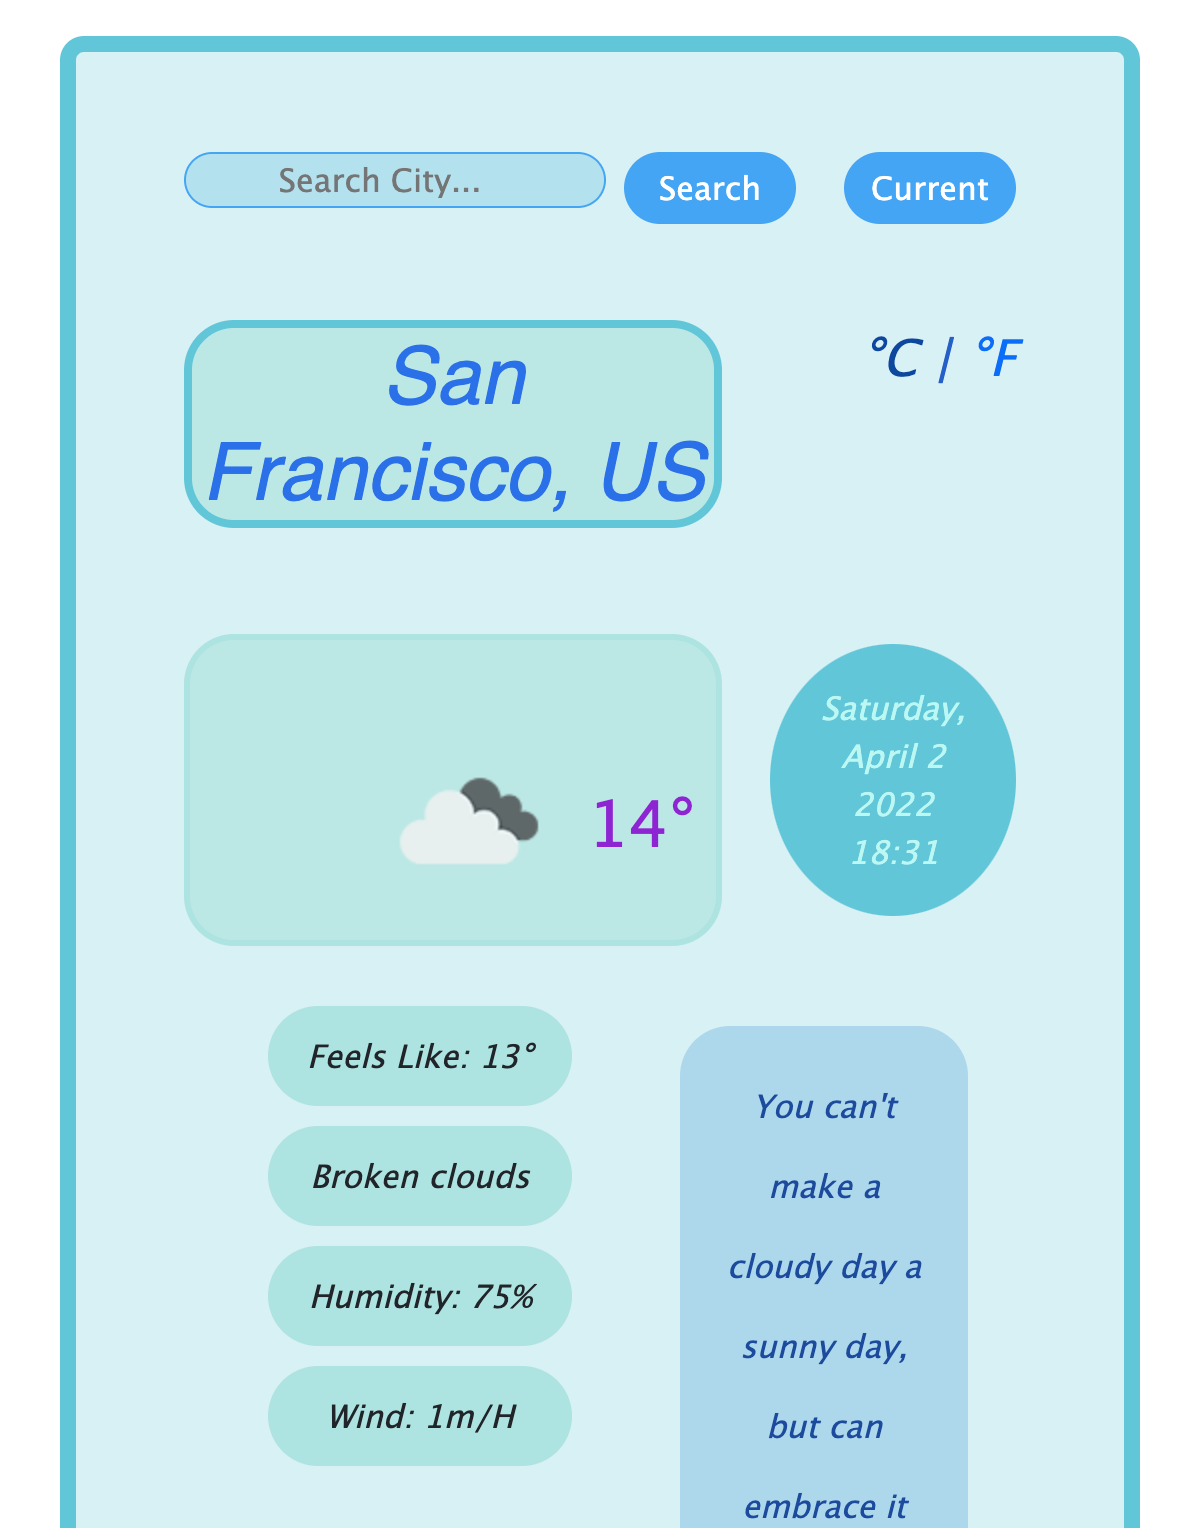 Search City...
Search
Current
San
Francisco, US
°C | °F
14°
Saturday,
April 2
2022
18:31
Feels Like: 13°
Broken clouds
Humidity: 75%
Wind: 1m/H
You can't
make a
cloudy day a
sunny day,
but can
embrace it